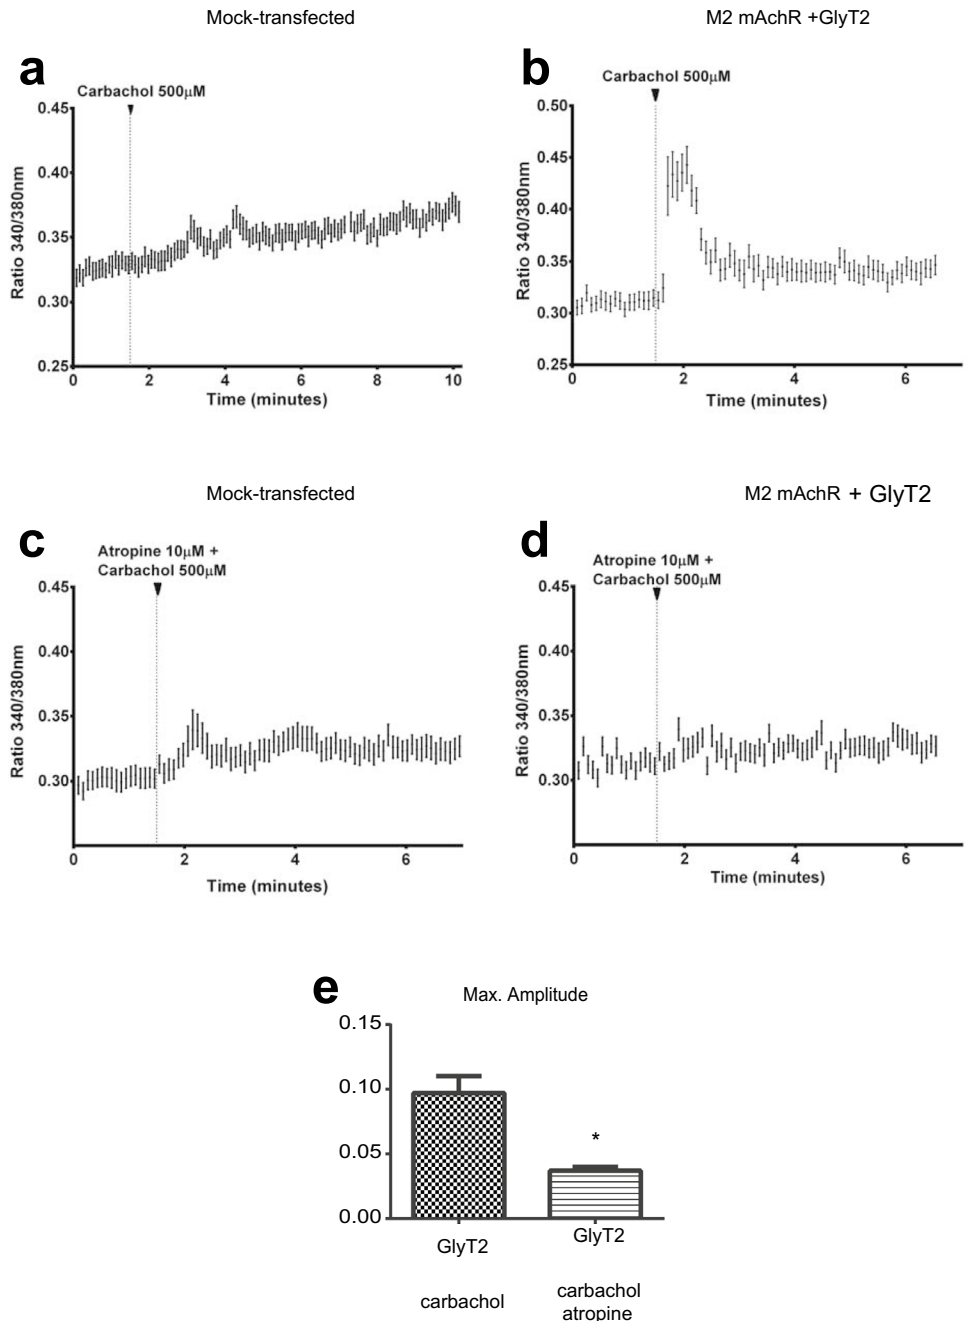 Mock-transfected
M2 mAchR +GlyT2
a
b
Carbachol 500μM
Carbachol 500μM
0.45
0.40
0.35
0.30
0.25
Ratio 340/380nm
0
2
4
6
8
10
Time (minutes)
0.50
0.45
0.40
0.35
0.30
0.25
Ratio 340/380nm
0
2
4
6
Time (minutes)
Mock-transfected
M2 mAchR + GlyT2
c
d
Atropine 10μM +
Carbachol 500μM
Atropine 10μM +
Carbachol 500μM
0.45
0.40
0.35
0.30
Ratio 340/380nm
0
2
4
6
Time (minutes)
0.45
0.40
0.35
0.30
Ratio 340/380nm
0
2
4
6
Time (minutes)
e
Max. Amplitude
0.15
0.10
0.05
0.00
*
GlyT2
GlyT2
carbachol
carbachol
atropine